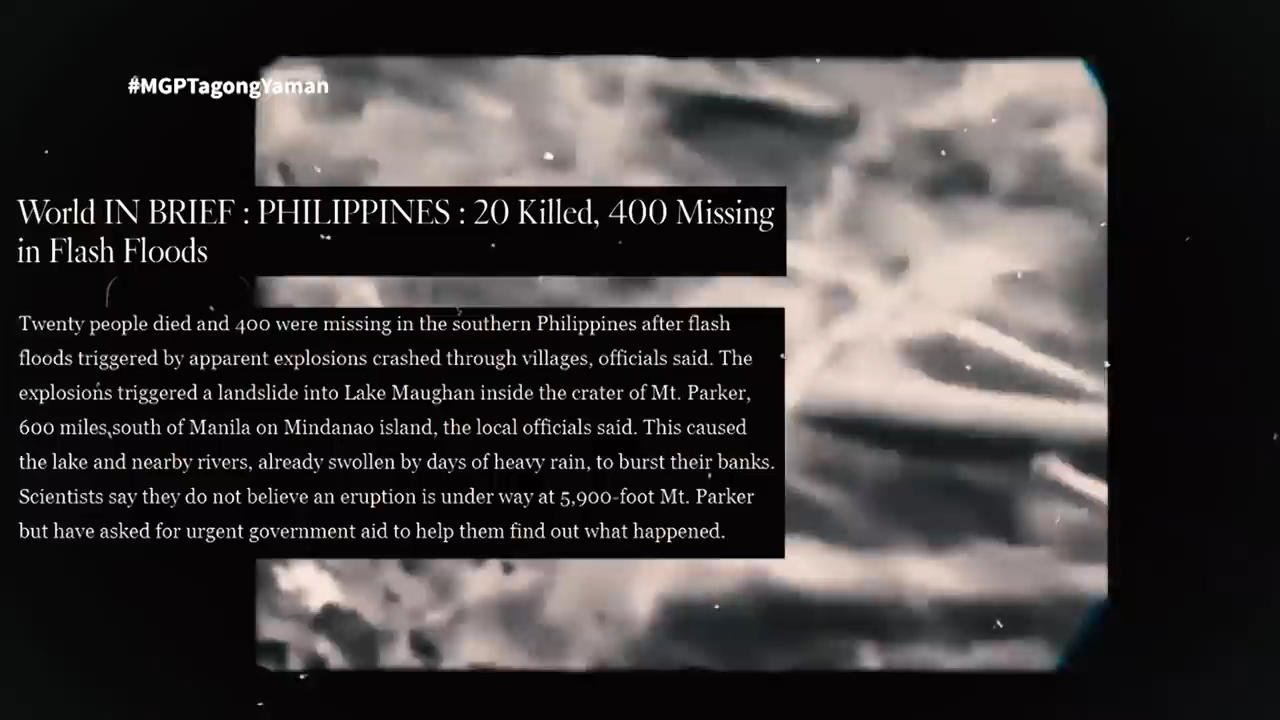 #MGPTagongYaman
World IN BRIEF : PHILIPPINES : 20 Killed, 400 Missing
in Flash Floods
Twenty people died and 400 were missing in the southern Philippines after flash
floods triggered by apparent explosions crashed through villages, officials said. The
explosions triggered a landslide into Lake Maughan inside the crater of Mt. Parker,
600 miles south of Manila on Mindanao island, the local officials said. This caused
the lake and nearby rivers, already swollen by days of heavy rain, to burst their banks.
Scientists say they do not believe an eruption is under way at 5,900-foot Mt. Parker
but have asked for urgent government aid to help them find out what happened.